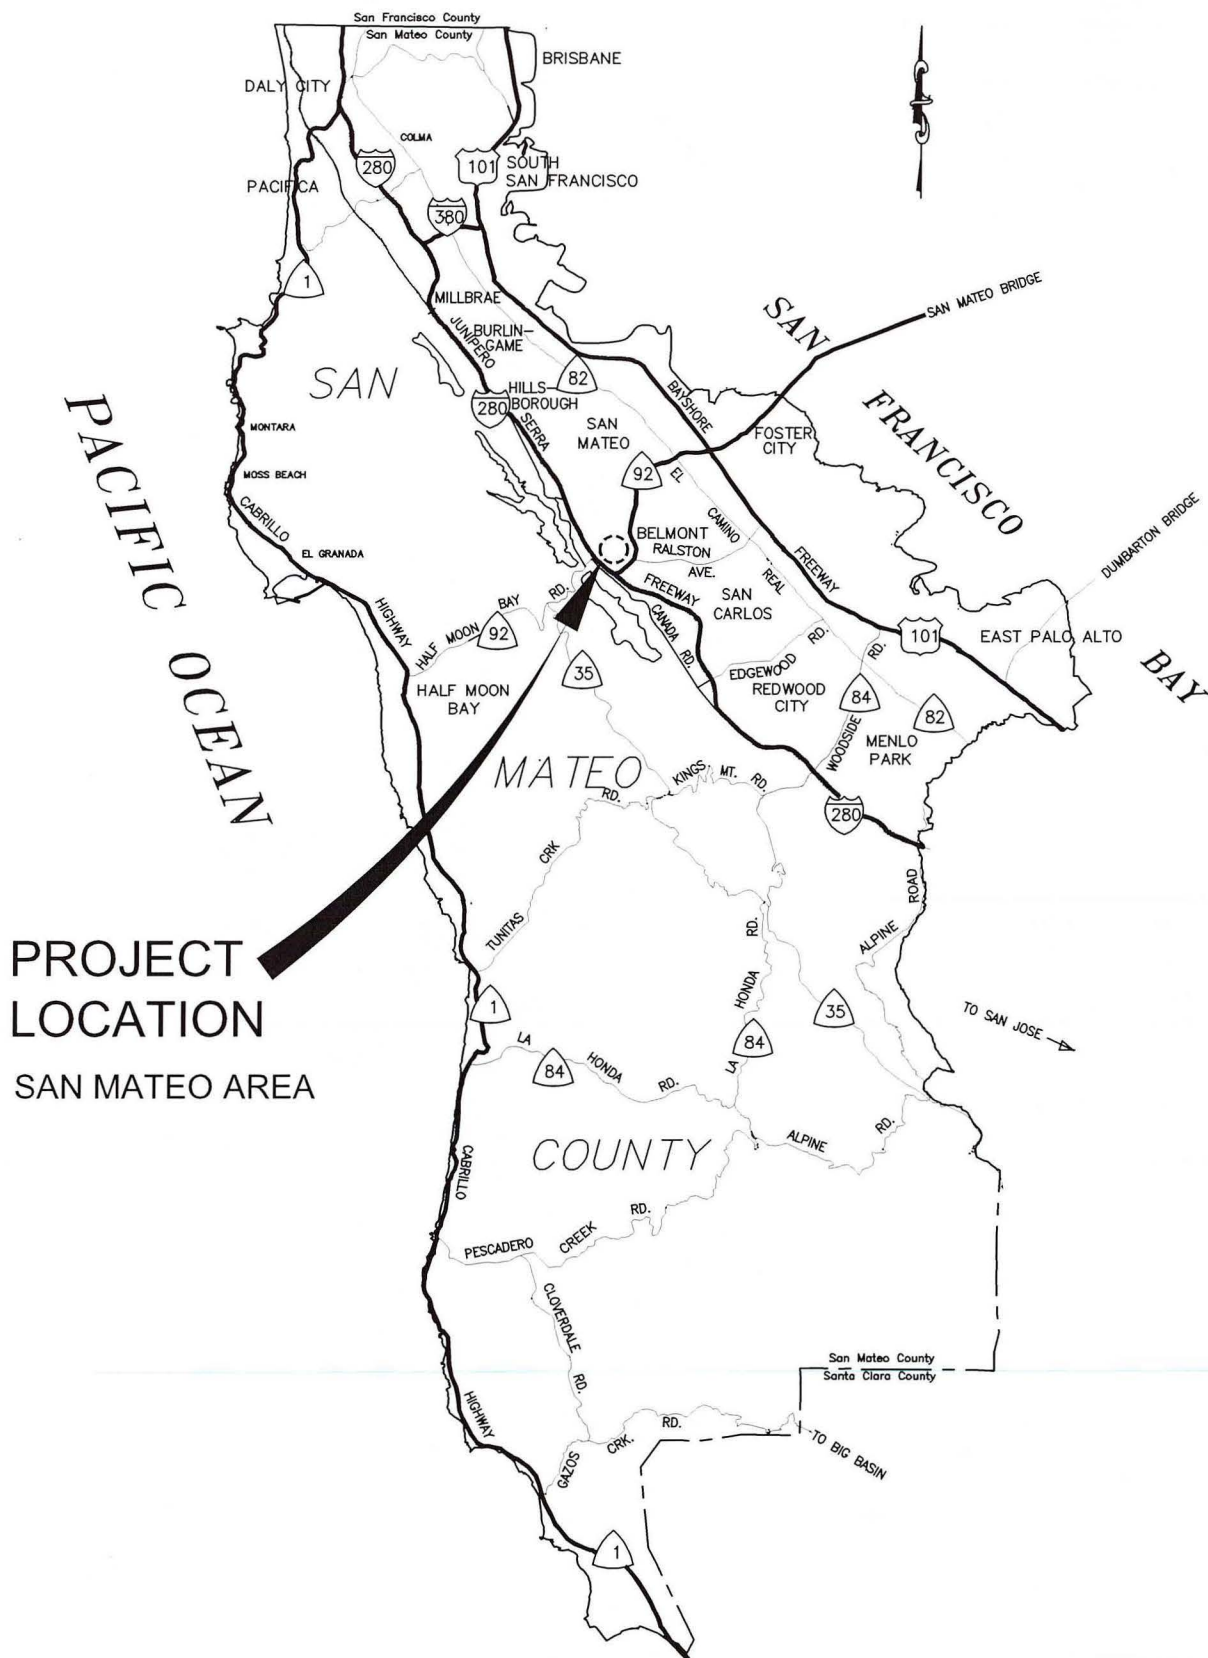 San Francisco County
San Mateo County
BRISBANE
DALY CITY
COLMA
280
101
SOUTH
SAN FRANCISCO
PACIFICA
380
1
MILLBRAE
SAN MATEO BRIDGE
SAN
FRANCISCO
BAY
JUNIPERO
BURLIN-
GAME
82
SAN
HILLS-
BOROUGH
280
SERRA
BAYSHORE
SAN
MATEO
FOSTER
CITY
PACIFIC OCEAN
MONTARA
MOSS BEACH
92
EL
CAMINO
REAL
CABRILLO
EL GRANADA
BELMONT
RALSTON
AVE.
FREEWAY
DUMBARTON BRIDGE
HIGHWAY
HALF MOON
BAY
RD.
92
FREEWAY
CANADA
RD.
SAN
CARLOS
101
EAST PALO ALTO
35
EDGEWOOD
RD.
RD.
HALF MOON
BAY
REDWOOD
CITY
84
82
WOODSIDE
MENLO
PARK
MATEO
KINGS
MT.
RD.
280
TUNITAS
CRK
RD.
ROAD
ALPINE
PROJECT
LOCATION
SAN MATEO AREA
RD.
HONDA
LA
84
35
TO SAN JOSE
1
LA
84
HONDA
RD.
COUNTY
ALPINE
RD.
CABRILLO
PESCADERO
CREEK
RD.
CLOVERDALE
RD.
San Mateo County
Santa Clara County
HIGHWAY
GAZOS
CRK.
RD.
TO BIG BASIN
1